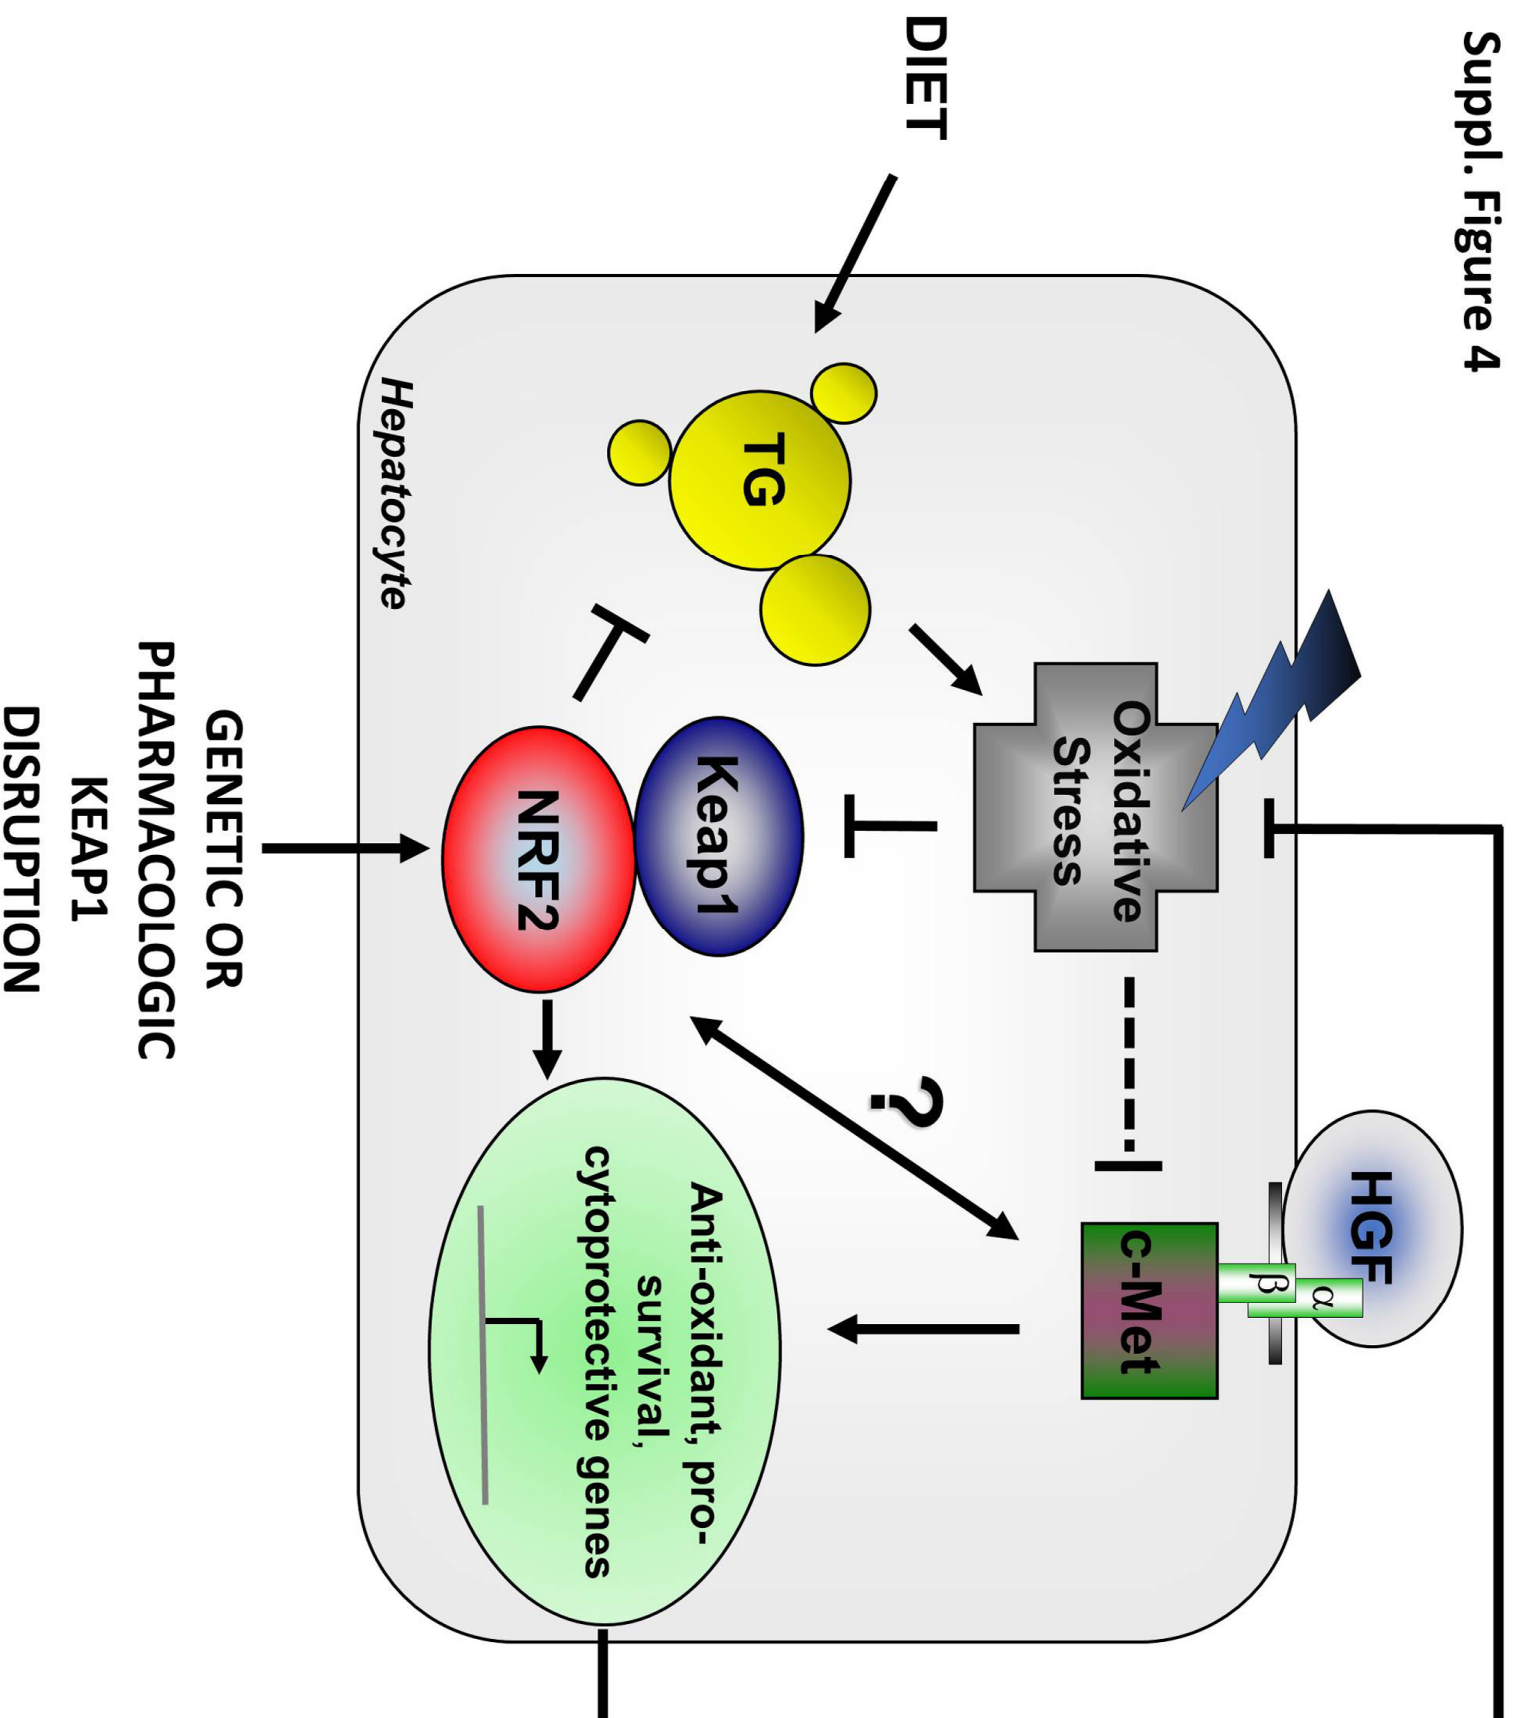 Suppl. Figure 4
HGF
α
β
DIET
Oxidative
Stress
c-Met
?
TG
Keap1
NRF2
Anti-oxidant, pro-
survival,
cytoprotective genes
Hepatocyte
GENETIC OR
PHARMACOLOGIC
KEAP1
DISRUPTION